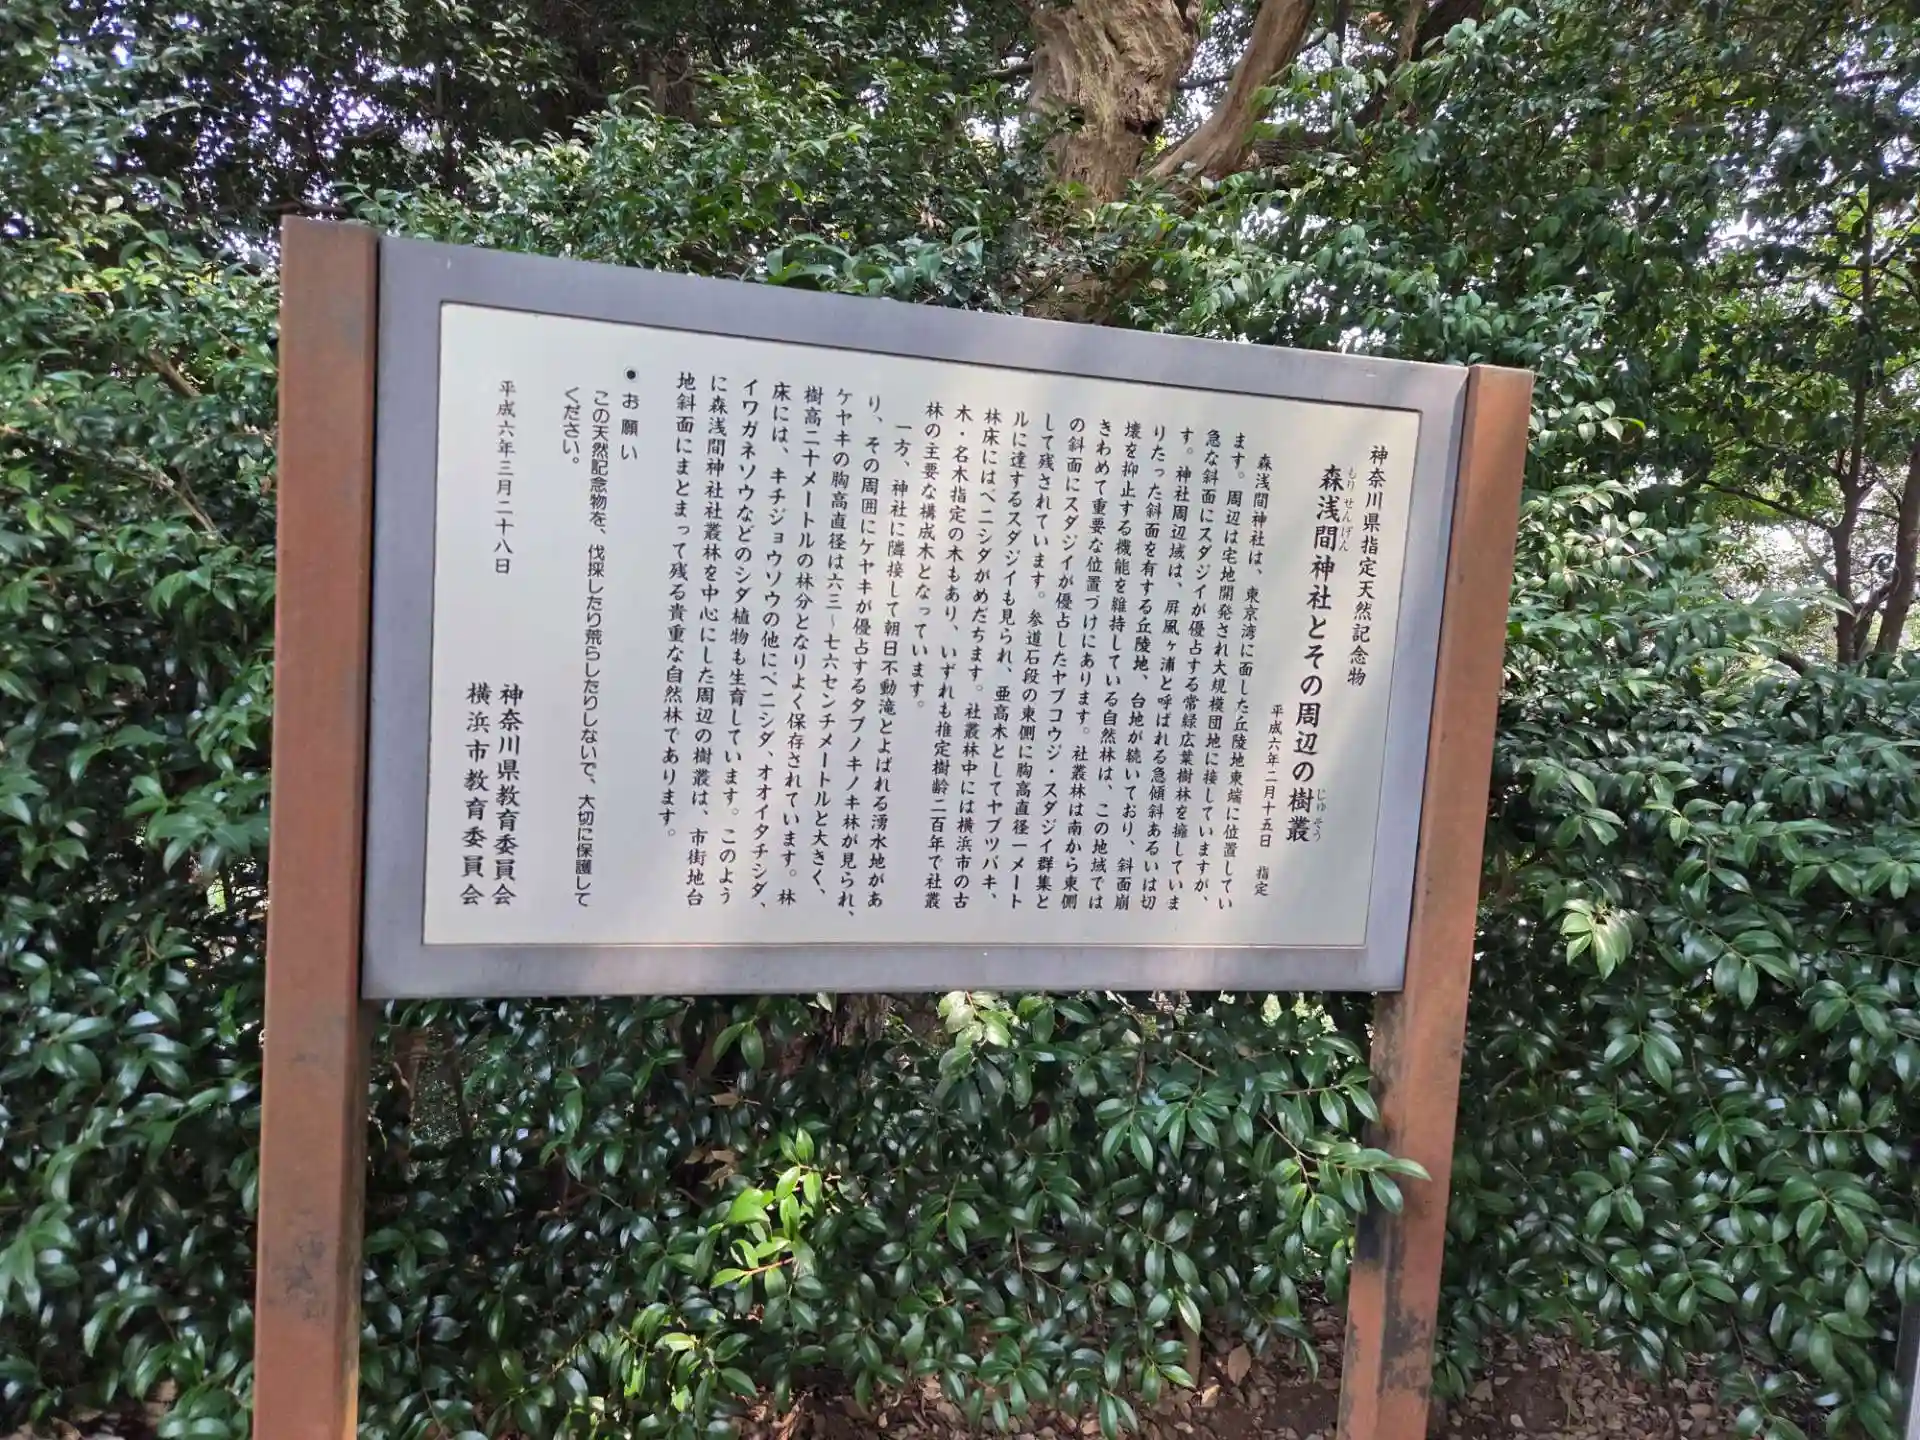 神奈川県指定天然記念物
森浅間神社とその周辺の樹叢
もり せんげん
じゅそう
平成六年二月十五日 指定
森浅間神社は、東京湾に面した丘陵地東端に位置してい
ます。周辺は宅地開発され大規模団地に接していますが、
急な斜面にスダジイが優占する常緑広葉樹林を擁していま
す。神社周辺域は、屛風ヶ浦と呼ばれる急傾斜あるいは切
りたった斜面を有する丘陵地、台地が続いており、斜面崩
壊を抑止する機能を維持している自然林は、この地域では
きわめて重要な位置づけにあります。社叢林は南から東側
の斜面にスダジイが優占したヤブコウジ・スダジイ群集と
して残されています。参道石段の東側に胸高直径一メート
ルに達するスダジイも見られ、亜高木としてヤブツバキ、
林床にはベニシダがめだちます。社叢林中には横浜市の古
木・名木指定の木もあり、いずれも推定樹齢二百年で社叢
林の主要な構成木となっています。
一方、神社に隣接して朝日不動滝とよばれる湧水地があ
り、その周囲にケヤキが優占するタブノキノキ林が見られ、
ケヤキの胸高直径は六三〜七六センチメートルと大きく、
樹高二十メートルの林分となりよく保存されています。林
床には、キチジョウソウの他にベニシダ、オオイタチシダ、
イワガネソウなどのシダ植物も生育しています。このよう
に森浅間神社社叢林を中心にした周辺の樹叢は、市街地台
地斜面にまとまって残る貴重な自然林であります。
◉お願い
この天然記念物を、伐採したり荒らしたりしないで、大切に保護して
ください。
平成六年三月二十八日
神奈川県教育委員会
横浜市教育委員会